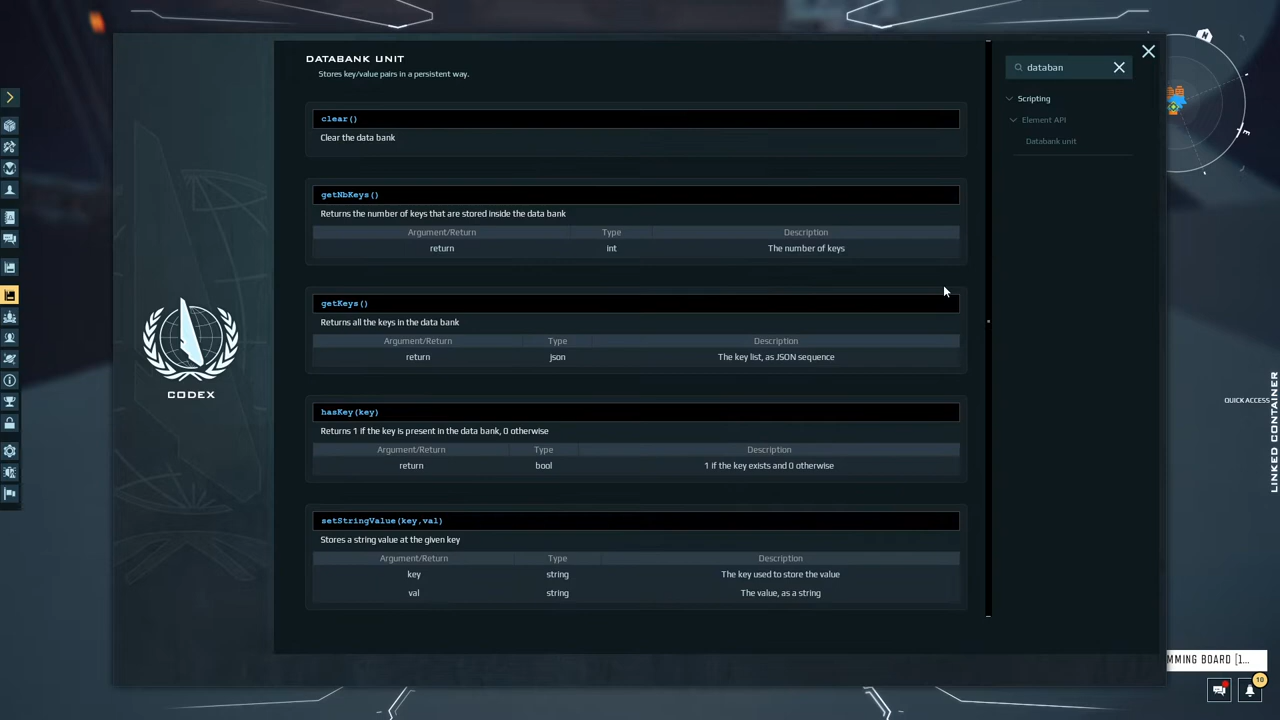 DATABANK UNIT
Stores key/value pairs in a persistent way.
clear()
Clear the data bank
getNbKeys()
Returns the number of keys that are stored inside the data bank
Argument/Return Type Description
return int The number of keys
getKeys()
Returns all the keys in the data bank
Argument/Return Type Description
return json The key list, as JSON sequence
hasKey(key)
Returns 1 if the key is present in the data bank, 0 otherwise
Argument/Return Type Description
return bool 1 if the key exists and 0 otherwise
setStringValue(key,val)
Stores a string value at the given key
Argument/Return Type Description
key string The key used to store the value
val string The value, as a string
CODEX
databan
Scripting
Element API
Databank unit
N
QUICK ACCESS
LINKED CONTAINER
MMING BOARD [1...
10